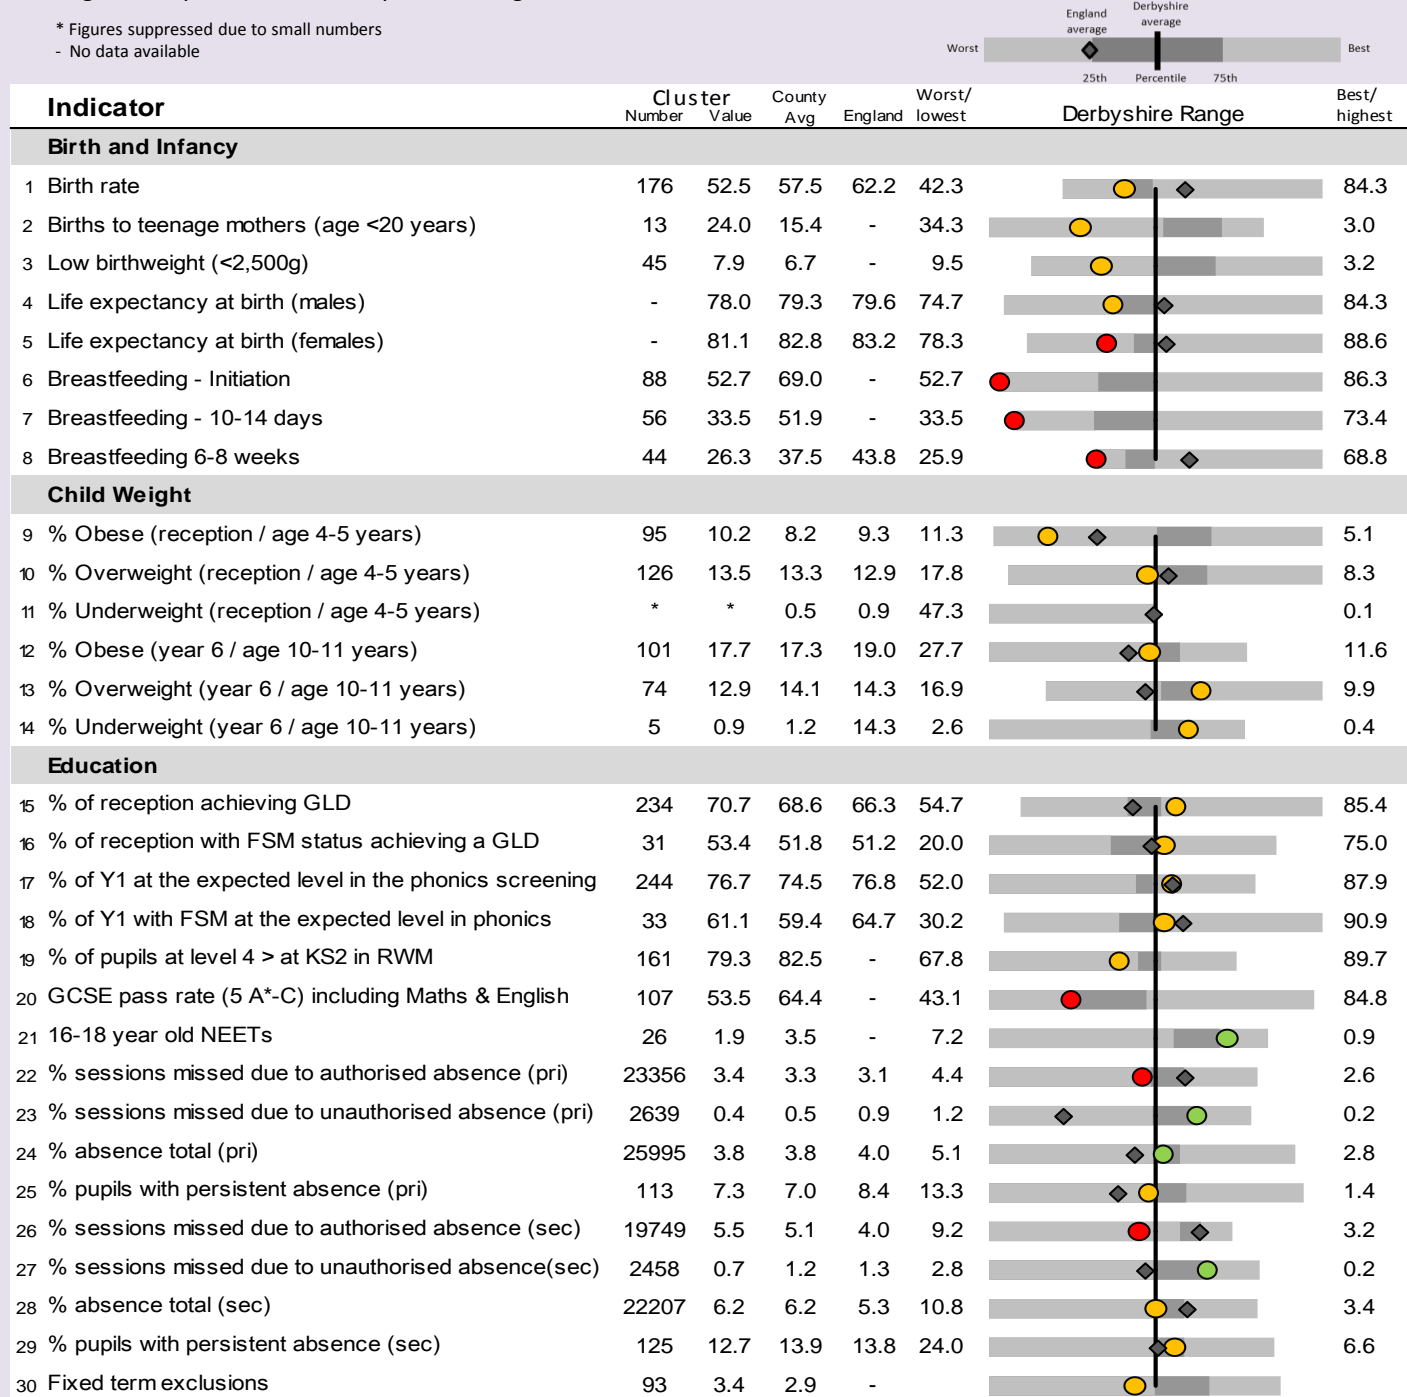 * Figures suppressed due to small numbers
- No data available
England average
Derbyshire average
Worst
Best
25th Percentile 75th
Indicator Cluster Number Value County Avg England Worst/ lowest Derbyshire Range Best/ highest
Birth and Infancy
1 Birth rate 176 52.5 57.5 62.2 42.3 84.3
2 Births to teenage mothers (age <20 years) 13 24.0 15.4 - 34.3 3.0
3 Low birthweight (<2,500g) 45 7.9 6.7 - 9.5 3.2
4 Life expectancy at birth (males) - 78.0 79.3 79.6 74.7 84.3
5 Life expectancy at birth (females) - 81.1 82.8 83.2 78.3 88.6
6 Breastfeeding - Initiation 88 52.7 69.0 - 52.7 86.3
7 Breastfeeding - 10-14 days 56 33.5 51.9 - 33.5 73.4
8 Breastfeeding 6-8 weeks 44 26.3 37.5 43.8 25.9 68.8
Child Weight
9 % Obese (reception / age 4-5 years) 95 10.2 8.2 9.3 11.3 5.1
10 % Overweight (reception / age 4-5 years) 126 13.5 13.3 12.9 17.8 8.3
11 % Underweight (reception / age 4-5 years) * * 0.5 0.9 47.3 0.1
12 % Obese (year 6 / age 10-11 years) 101 17.7 17.3 19.0 27.7 11.6
13 % Overweight (year 6 / age 10-11 years) 74 12.9 14.1 14.3 16.9 9.9
14 % Underweight (year 6 / age 10-11 years) 5 0.9 1.2 14.3 2.6 0.4
Education
15 % of reception achieving GLD 234 70.7 68.6 66.3 54.7 85.4
16 % of reception with FSM status achieving a GLD 31 53.4 51.8 51.2 20.0 75.0
17 % of Y1 at the expected level in the phonics screening 244 76.7 74.5 76.8 52.0 87.9
18 % of Y1 with FSM at the expected level in phonics 33 61.1 59.4 64.7 30.2 90.9
19 % of pupils at level 4 > at KS2 in RWM 161 79.3 82.5 - 67.8 89.7
20 GCSE pass rate (5 A*-C) including Maths & English 107 53.5 64.4 - 43.1 84.8
21 16-18 year old NEETs 26 1.9 3.5 - 7.2 0.9
22 % sessions missed due to authorised absence (pri) 23356 3.4 3.3 3.1 4.4 2.6
23 % sessions missed due to unauthorised absence (pri) 2639 0.4 0.5 0.9 1.2 0.2
24 % absence total (pri) 25995 3.8 3.8 4.0 5.1 2.8
25 % pupils with persistent absence (pri) 113 7.3 7.0 8.4 13.3 1.4
26 % sessions missed due to authorised absence (sec) 19749 5.5 5.1 4.0 9.2 3.2
27 % sessions missed due to unauthorised absence(sec) 2458 0.7 1.2 1.3 2.8 0.2
28 % absence total (sec) 22207 6.2 6.2 5.3 10.8 3.4
29 % pupils with persistent absence (sec) 125 12.7 13.9 13.8 24.0 6.6
30 Fixed term exclusions 93 3.4 2.9 -